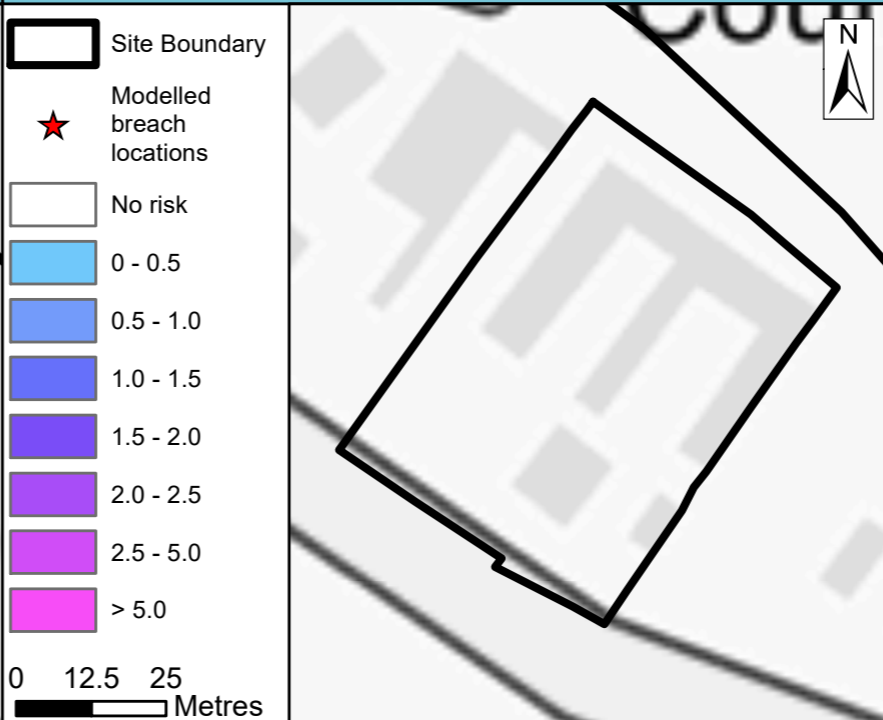 Site Boundary
Modelled
breach
locations
No risk
0 - 0.5
0.5 - 1.0
1.0 - 1.5
1.5 - 2.0
2.0 - 2.5
2.5 - 5.0
> 5.0
0 12.5 25
Metres
N